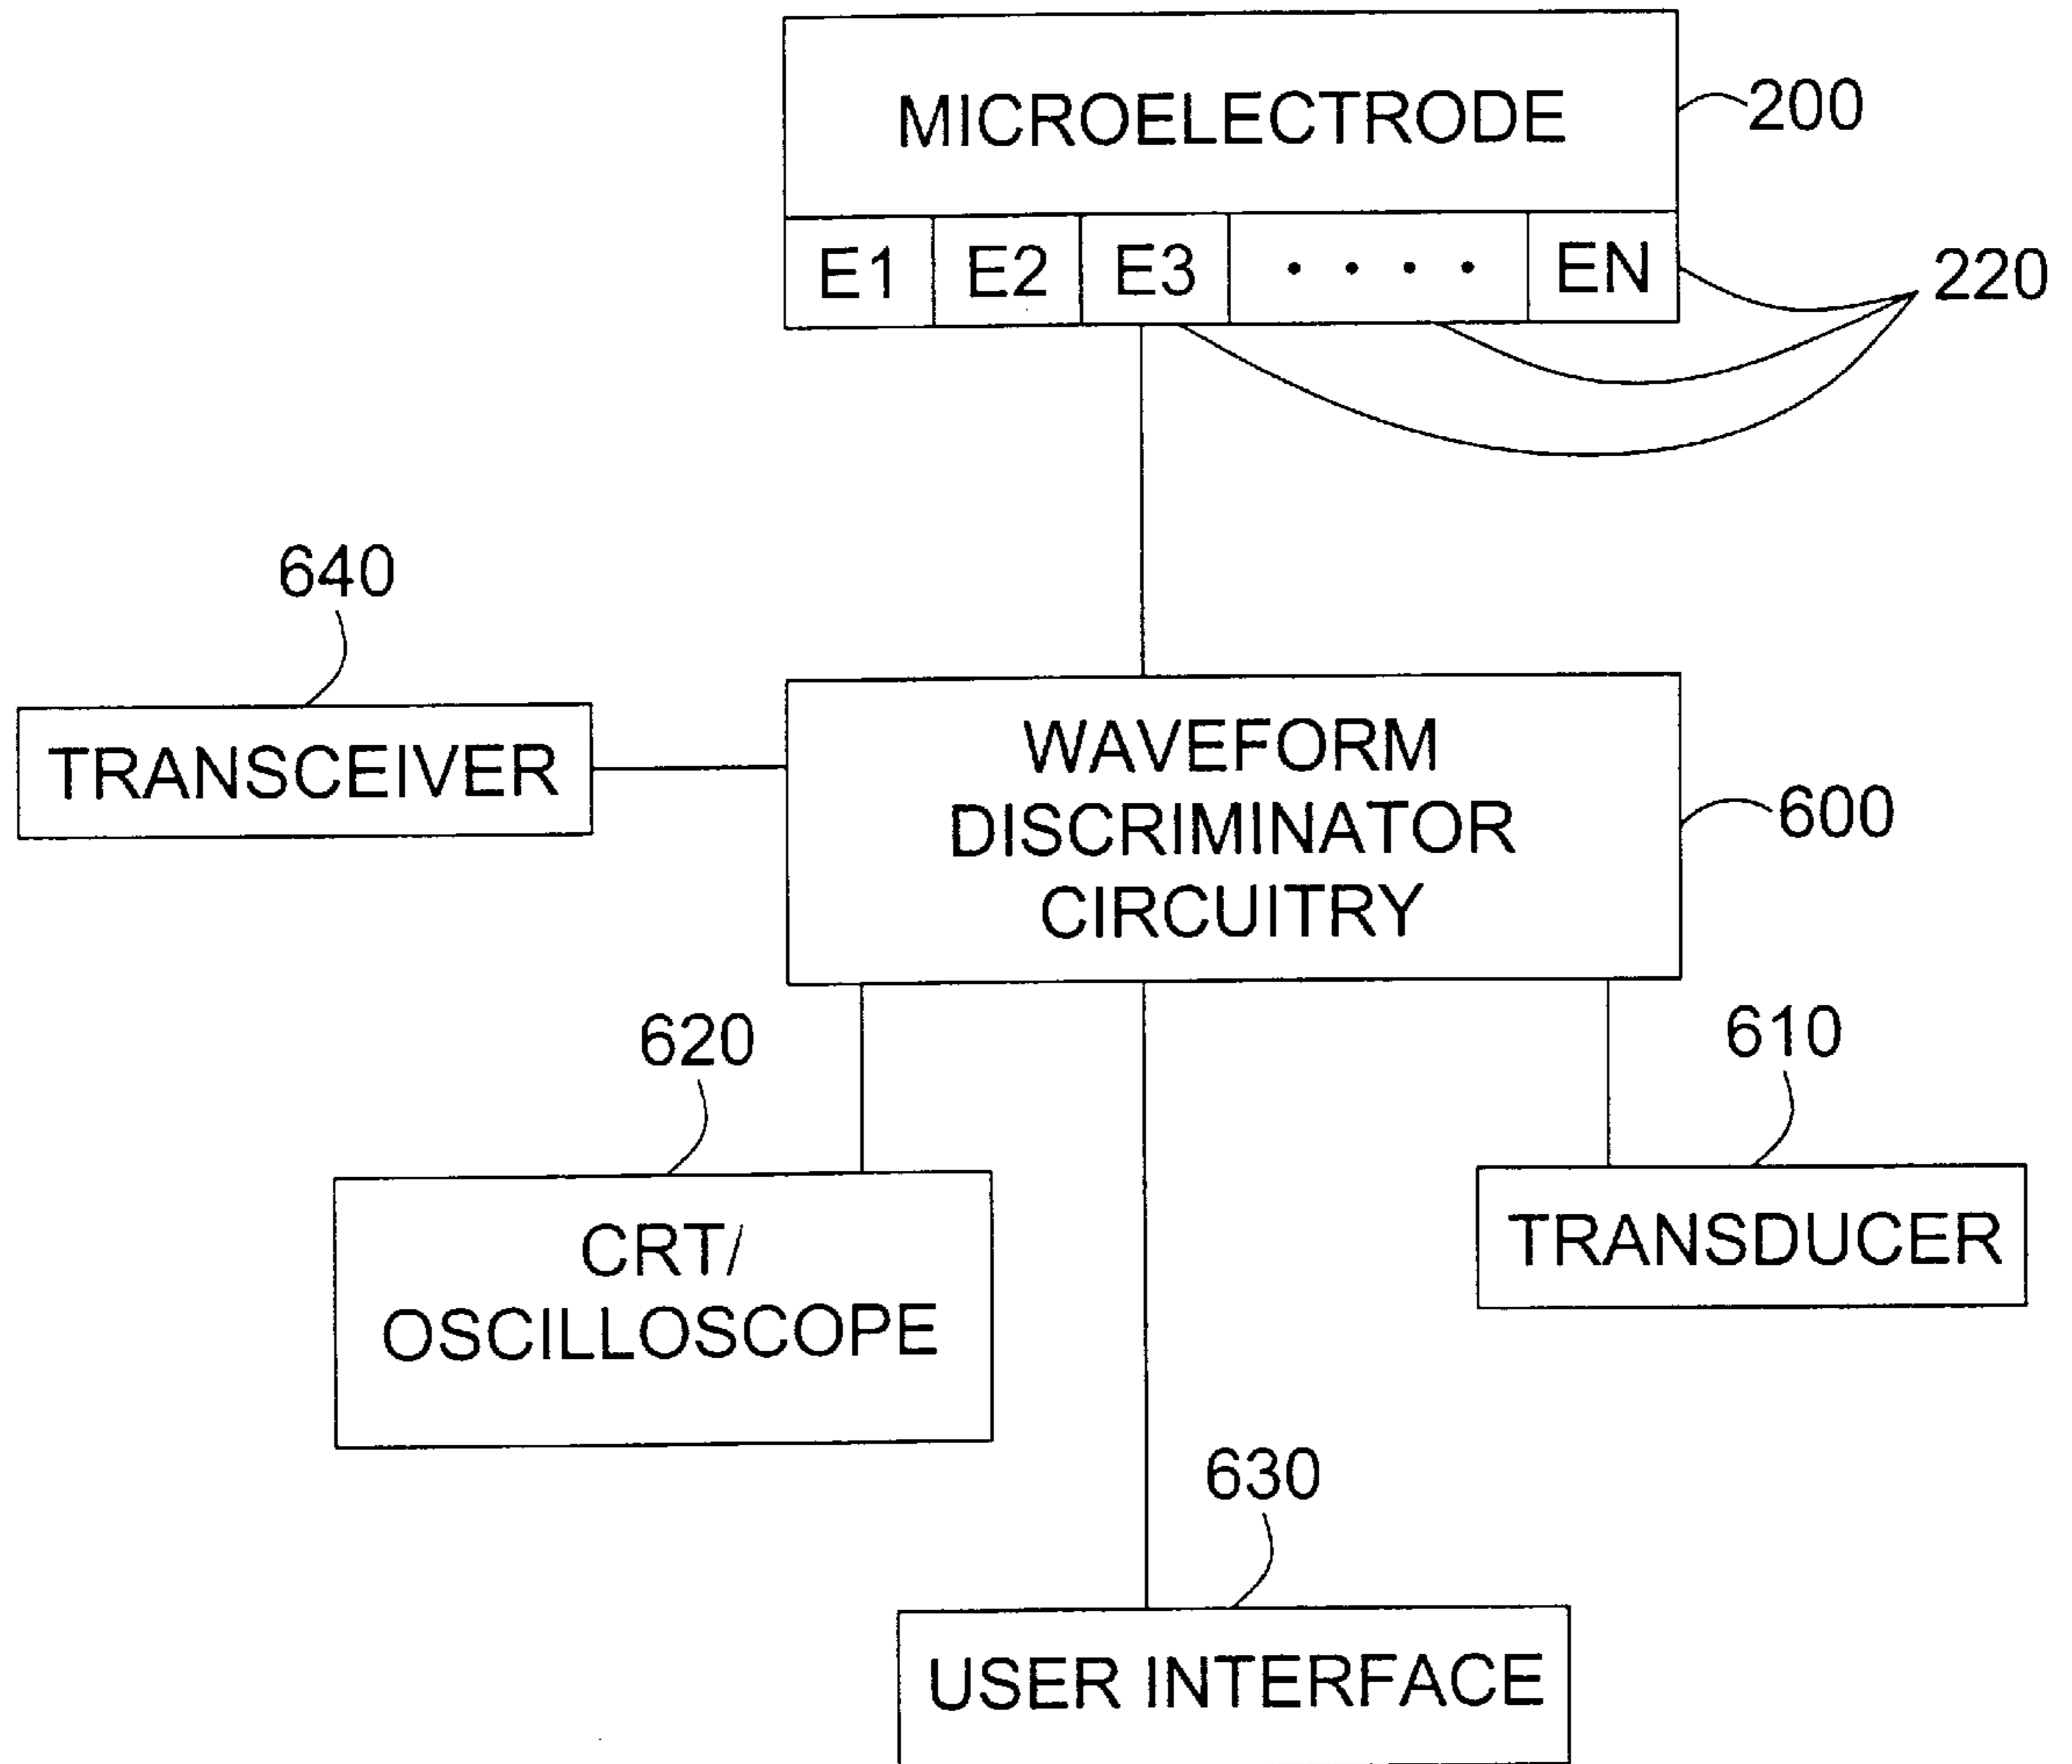 MICROELECTRODE
200
E1 E2 E3 • • • • EN
220
640
TRANSCEIVER
WAVEFORM
DISCRIMINATOR
CIRCUITRY
600
620
CRT/
OSCILLOSCOPE
610
TRANSDUCER
630
USER INTERFACE